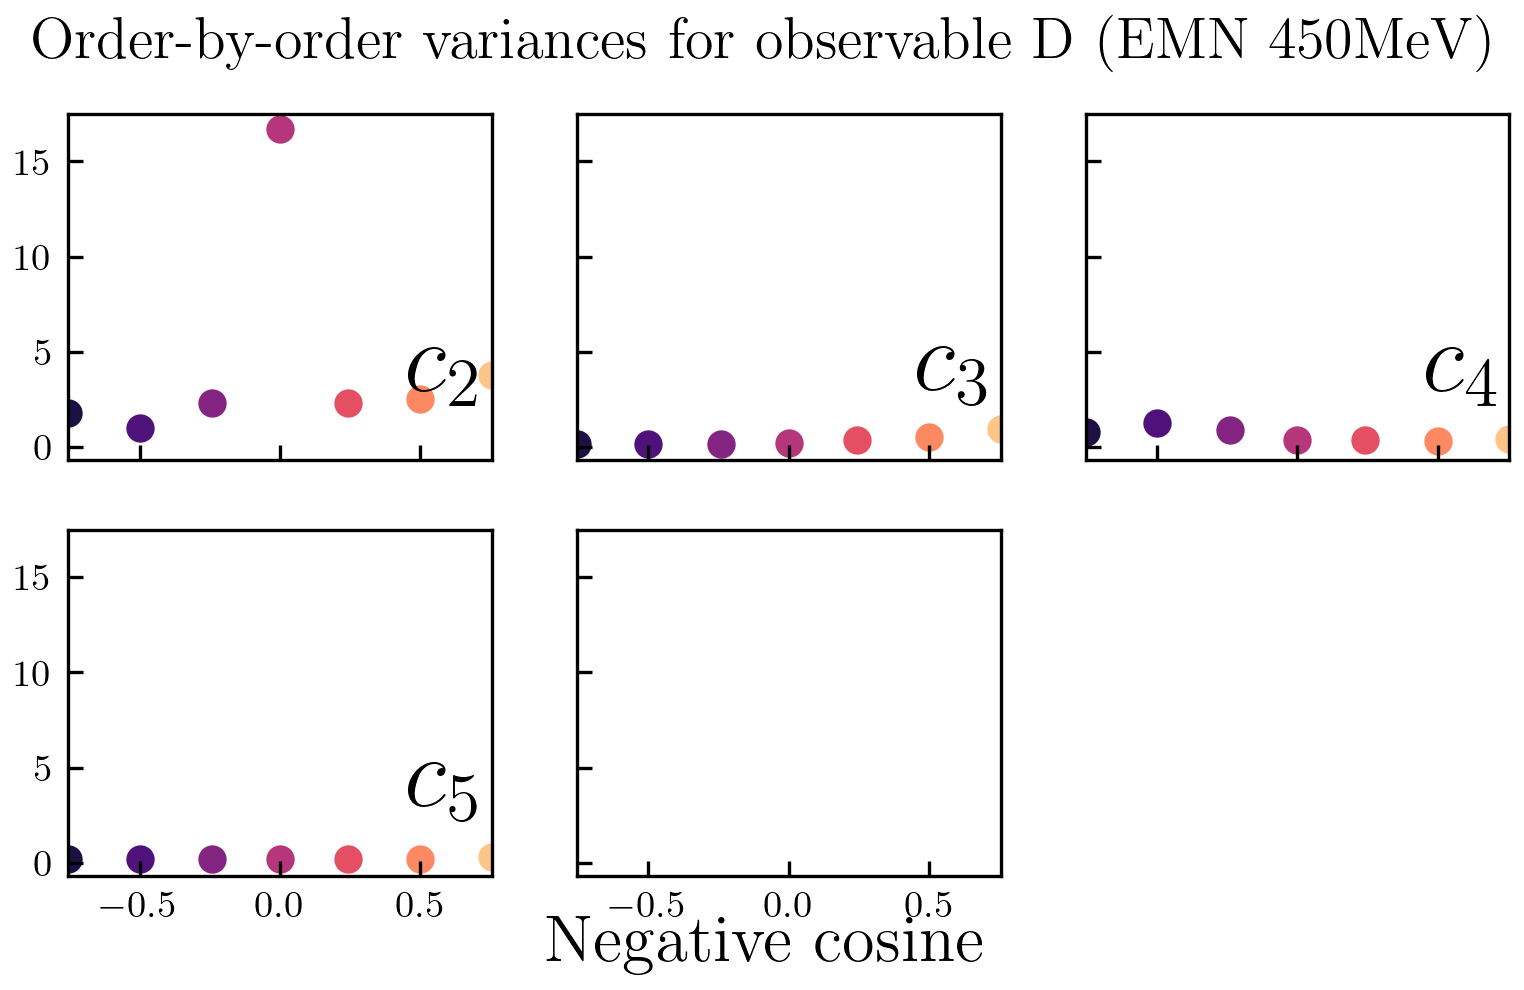 Order-by-order variances for observable D (EMN 450MeV)
15
10
5
0
c₂
c₃
c₄
15
10
5
0
c₅
−0.5 0.0 0.5
−0.5 0.0 0.5
Negative cosine